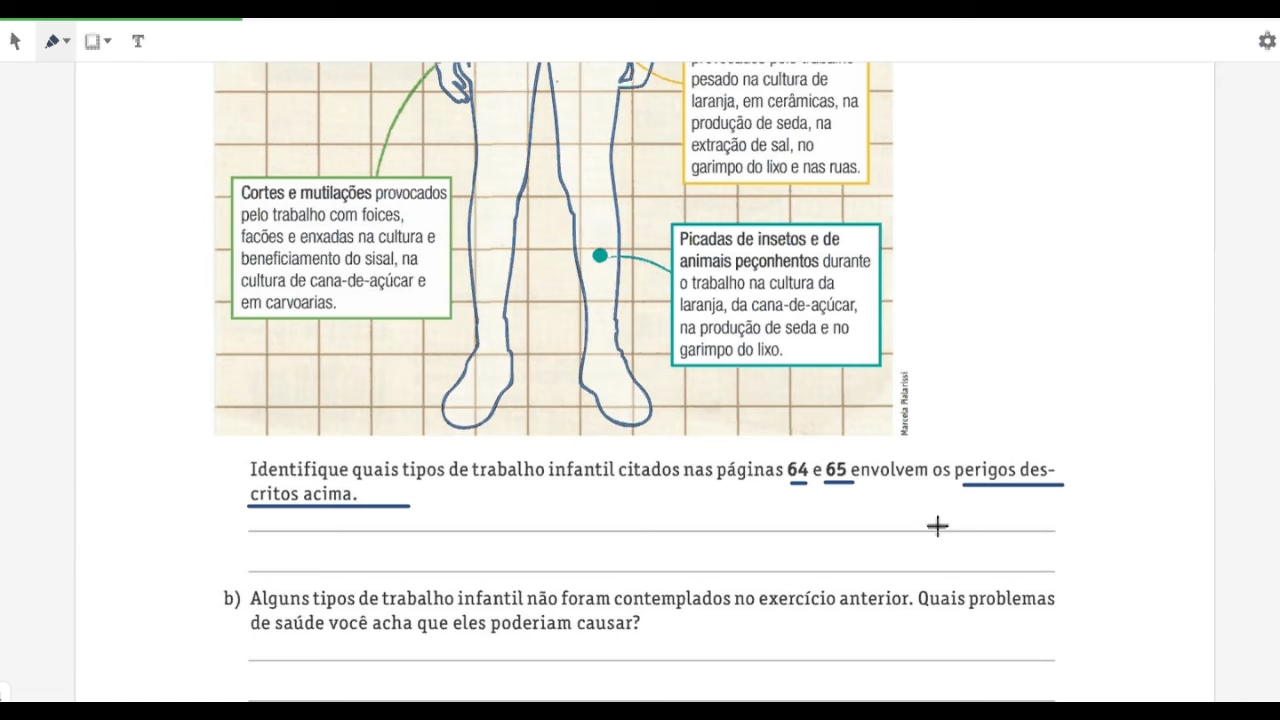 pesado na cultura de
laranja, em cerâmicas, na
produção de seda, na
extração de sal, no
garimpo do lixo e nas ruas.
Cortes e mutilações provocados
pelo trabalho com foices,
facões e enxadas na cultura e
beneficiamento do sisal, na
cultura de cana-de-açúcar e
em carvoarias.
Picadas de insetos e de
animais peçonhentos durante
o trabalho na cultura da
laranja, da cana-de-açúcar,
na produção de seda e no
garimpo do lixo.
Identifique quais tipos de trabalho infantil citados nas páginas 64 e 65 envolvem os perigos des-
critos acima.
b) Alguns tipos de trabalho infantil não foram contemplados no exercício anterior. Quais problemas
de saúde você acha que eles poderiam causar?